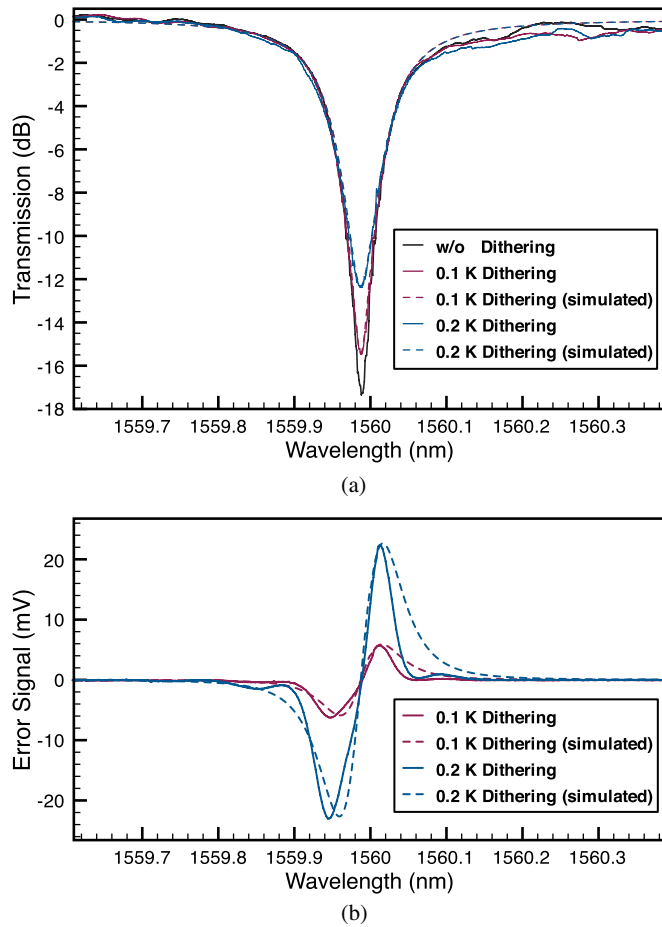 0
-2
-4
-6
-8
-10
-12
-14
-16
-18
Transmission (dB)
w/o Dithering
0.1 K Dithering
0.1 K Dithering (simulated)
0.2 K Dithering
0.2 K Dithering (simulated)
1559.7 1559.8 1559.9 1560 1560.1 1560.2 1560.3
Wavelength (nm)
(a)
20
10
0
-10
-20
Error Signal (mV)
0.1 K Dithering
0.1 K Dithering (simulated)
0.2 K Dithering
0.2 K Dithering (simulated)
1559.7 1559.8 1559.9 1560 1560.1 1560.2 1560.3
Wavelength (nm)
(b)